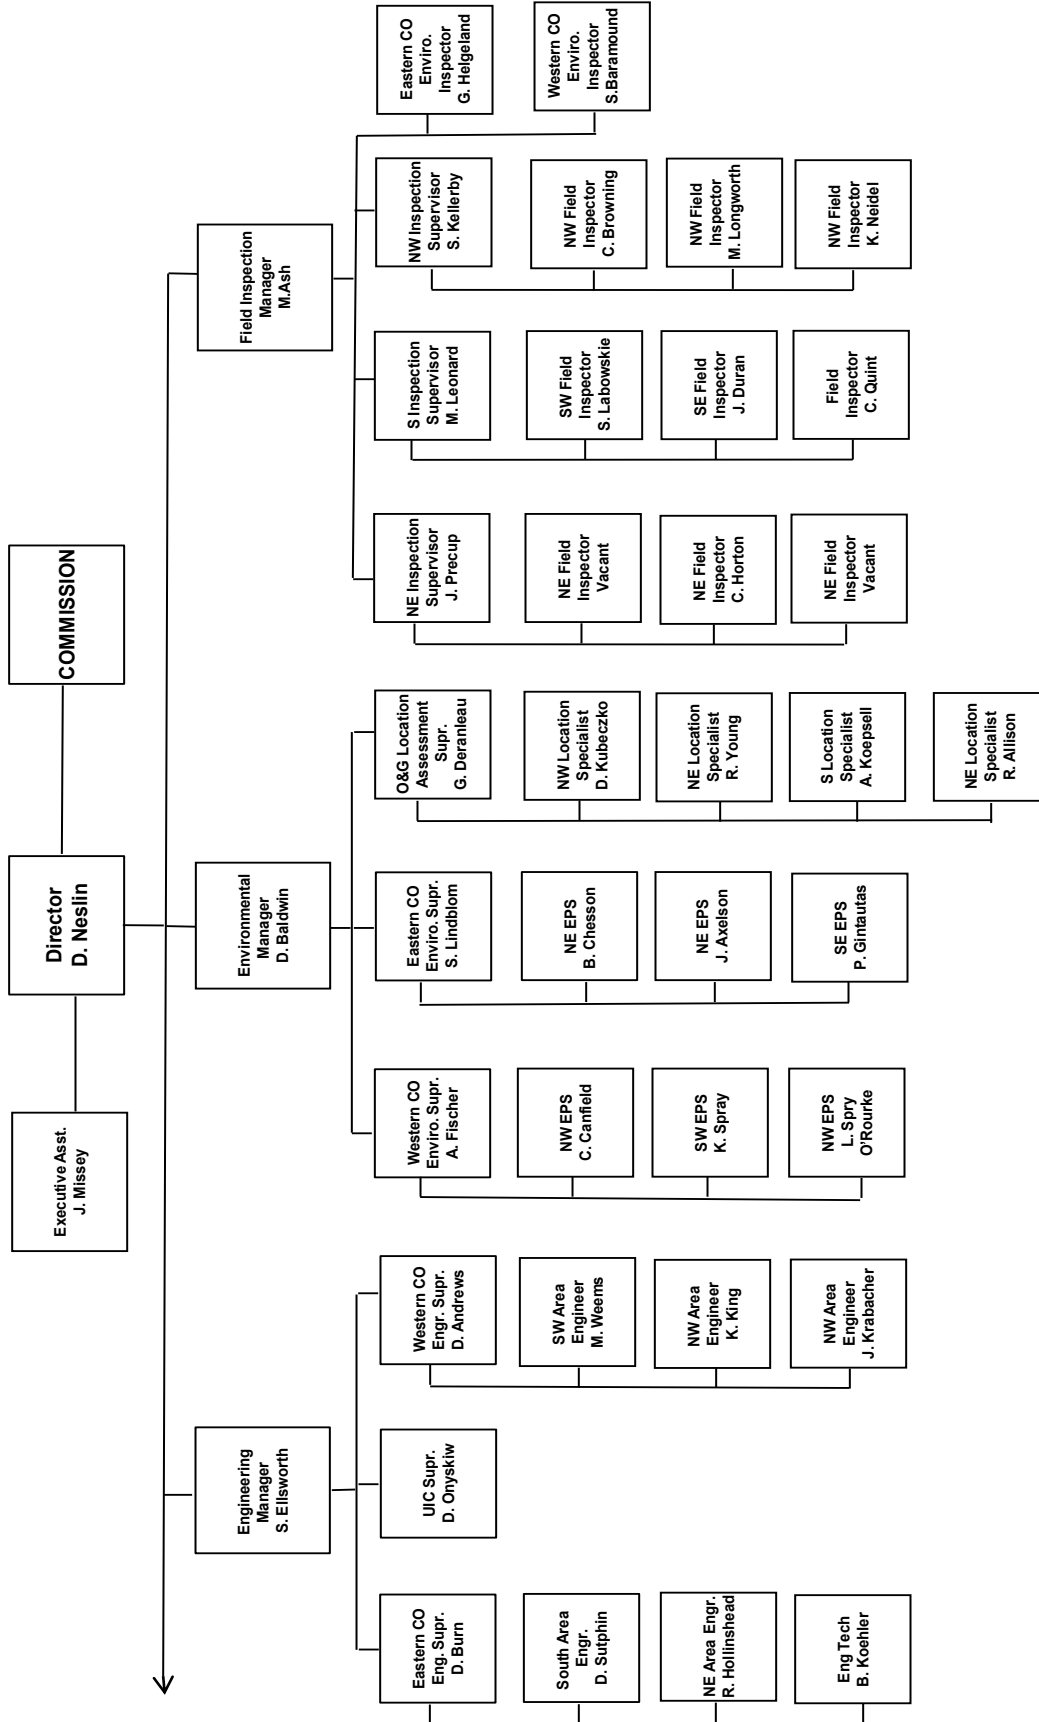 COMMISSION
Director
D. Neslin
Executive Asst.
J. Missey
Engineering
Manager
S. Ellsworth
Environmental
Manager
D. Baldwin
Field Inspection
Manager
M.Ash
Eastern CO
Eng. Supr.
D. Burn
South Area
Engr.
D. Sutphin
NE Area Engr.
R. Hollinshead
Eng Tech
B. Koehler
UIC Supr.
D. Onyskiw
Western CO
Engr. Supr.
D. Andrews
SW Area
Engineer
M. Weems
NW Area
Engineer
K. King
NW Area
Engineer
J. Krabacher
Western CO
Enviro. Supr.
A. Fischer
NW EPS
C. Canfield
SW EPS
K. Spray
NW EPS
L. Spry
O'Rourke
Eastern CO
Enviro. Supr.
S. Lindblom
NE EPS
B. Chesson
NE EPS
J. Axelson
SE EPS
P. Gintautas
O&G Location
Assessment
Supr.
G. Deranleau
NW Location
Specialist
D. Kubeczko
NE Location
Specialist
R. Young
S Location
Specialist
A. Koepsell
NE Location
Specialist
R. Allison
NE Inspection
Supervisor
J. Precup
NE Field
Inspector
Vacant
NE Field
Inspector
C. Horton
NE Field
Inspector
Vacant
S Inspection
Supervisor
M. Leonard
SW Field
Inspector
S. Labowskie
SE Field
Inspector
J. Duran
Field
Inspector
C. Quint
NW Inspection
Supervisor
S. Kellerby
NW Field
Inspector
C. Browning
NW Field
Inspector
M. Longworth
NW Field
Inspector
K. Neidel
Eastern CO
Enviro.
Inspector
G. Helgeland
Western CO
Enviro.
Inspector
S.Baramound